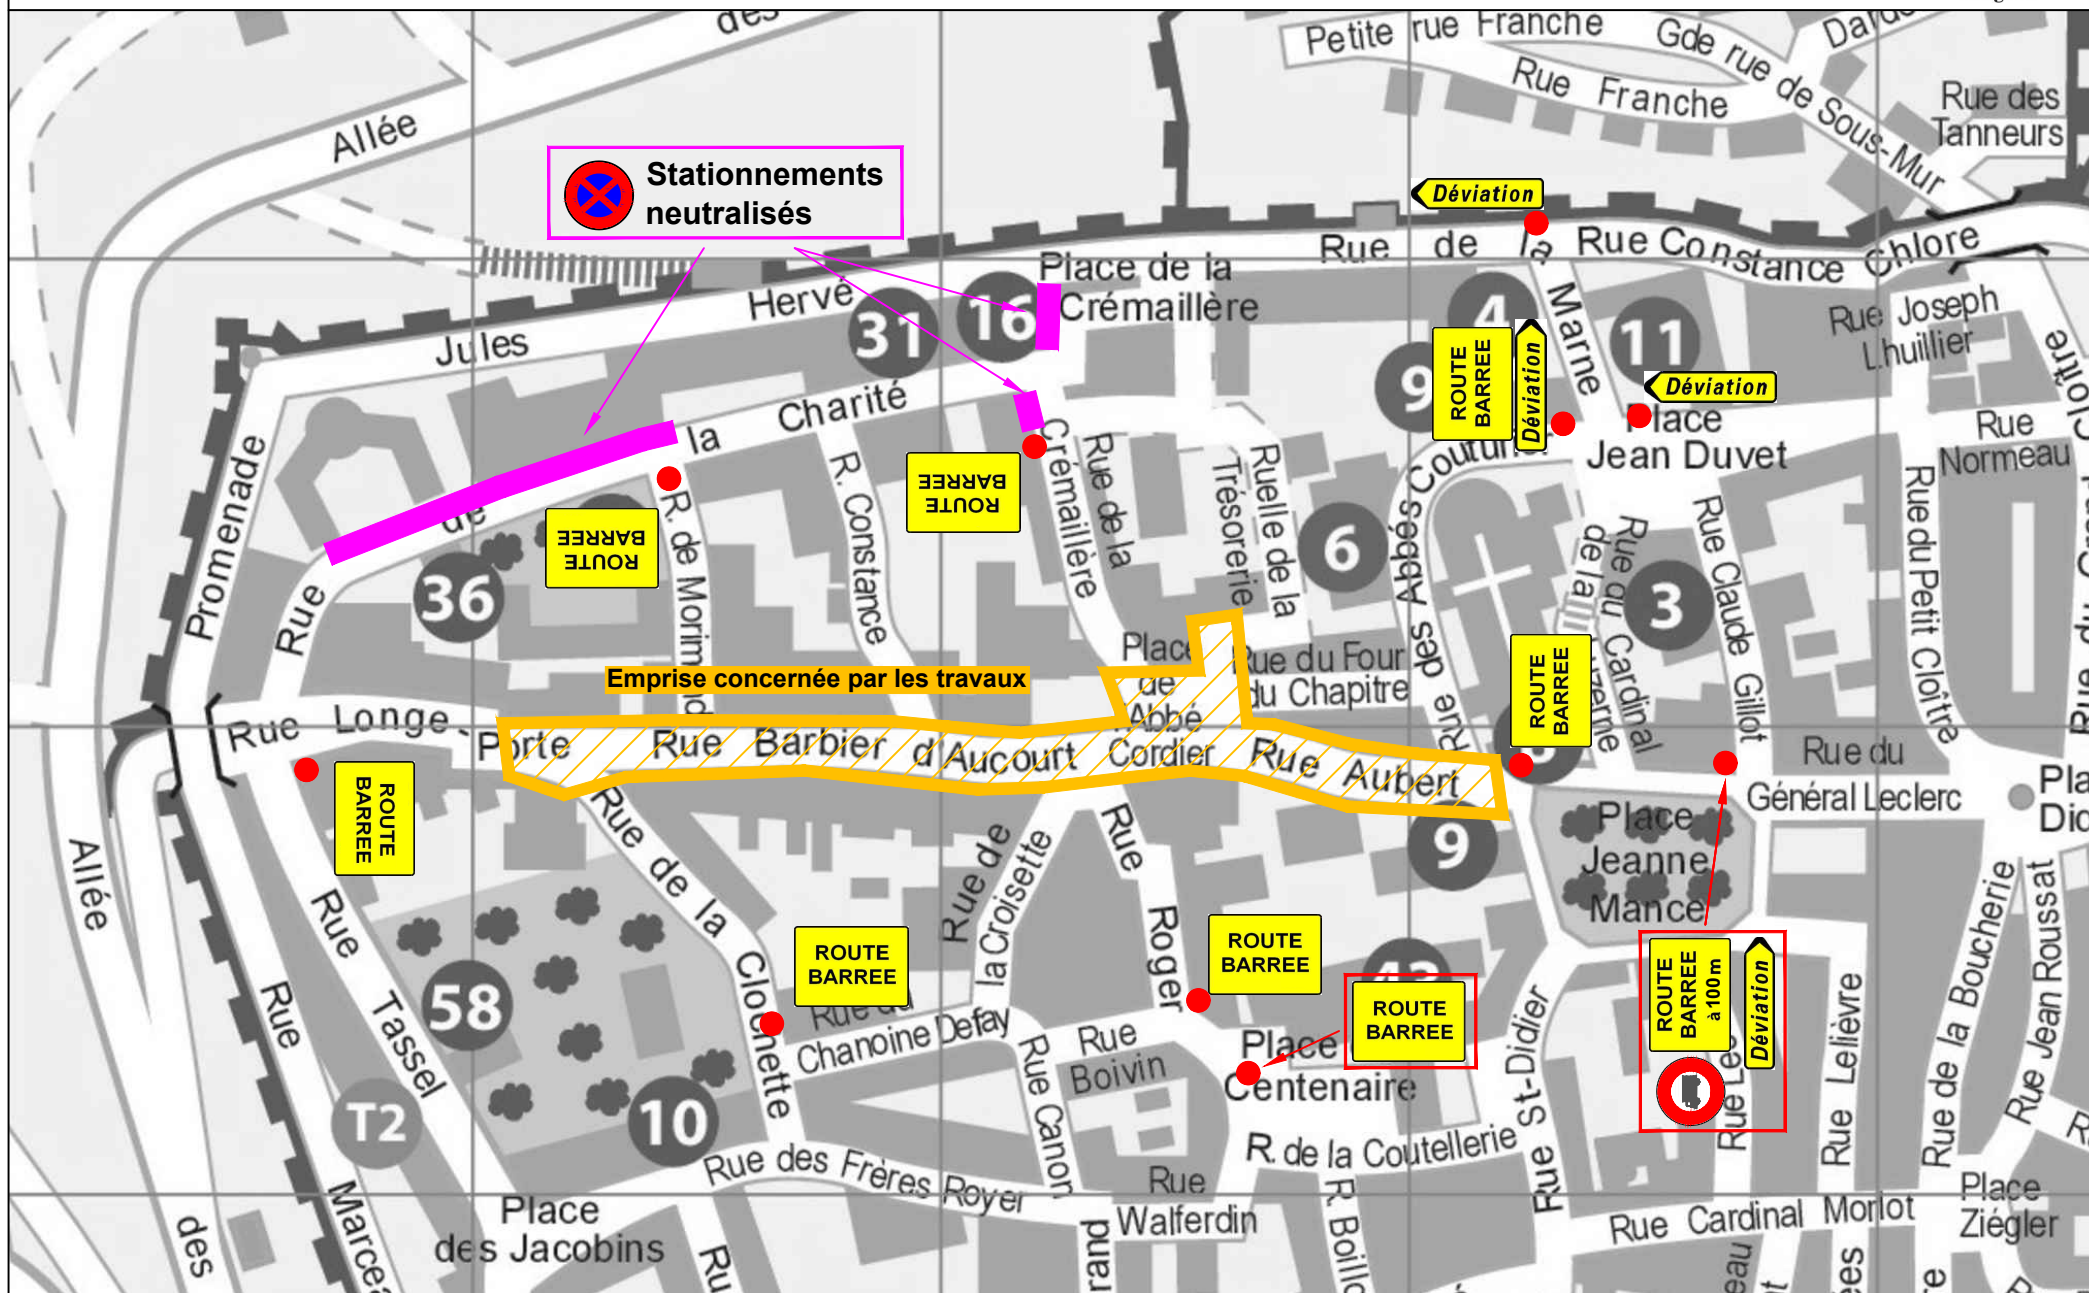 des
Petite rue Franche
Gde rue de Sous-Mur
Rue Franche
Rue des
Tanneurs
Allée
Stationnements
neutralisés
Déviation
Rue de la
Rue Constance Chlore
Place de la
Crémaillère
Jules Hervé
31
16
4
Marne
11
Rue Joseph
Lhuillier
Cloître
ROUTE
BARREE
Déviation
9
Déviation
Place
Jean Duvet
Rue
Normeau
Promenade
Rue de la Charité
R. Constance
Rue de la
Crémaillère
Ruelle de la
Trésorerie
ROUTE
BARREE
ROUTE
BARREE
R. de Morimond
36
6
Rue des Abbés Couturier
Rue du Cardinal
de la Luzerne
3
Rue Claude Gillot
Rue du Petit Cloître
Rue du
Emprise concernée par les travaux
Place
de
l'Abbé
Cordier
Rue du Four
du Chapitre
ROUTE
BARREE
Rue Longe-Porte
Rue Barbier d'Aucourt
Rue Aubert
Rue du
Général Leclerc
ROUTE
BARREE
Allée
des
Rue de la Clochette
Rue de
la Croisette
Rue Roger
9
Place
Jeanne
Mance
Rue Tassel
58
ROUTE
BARREE
Rue du
Chanoine Defay
ROUTE
BARREE
ROUTE
BARREE
ROUTE
BARREE
à 100 m
Déviation
Rue
Boivin
Place
Centenaire
Rue Canon
Rue St-Didier
Rue Lelièvre
Rue de la Boucherie
Rue Jean Roussat
T2
10
Rue des Frères Royer
R. de la Coutellerie
Rue
Walferdin
Place
des Jacobins
Rue Cardinal Morlot
Place
Ziégler
Rue